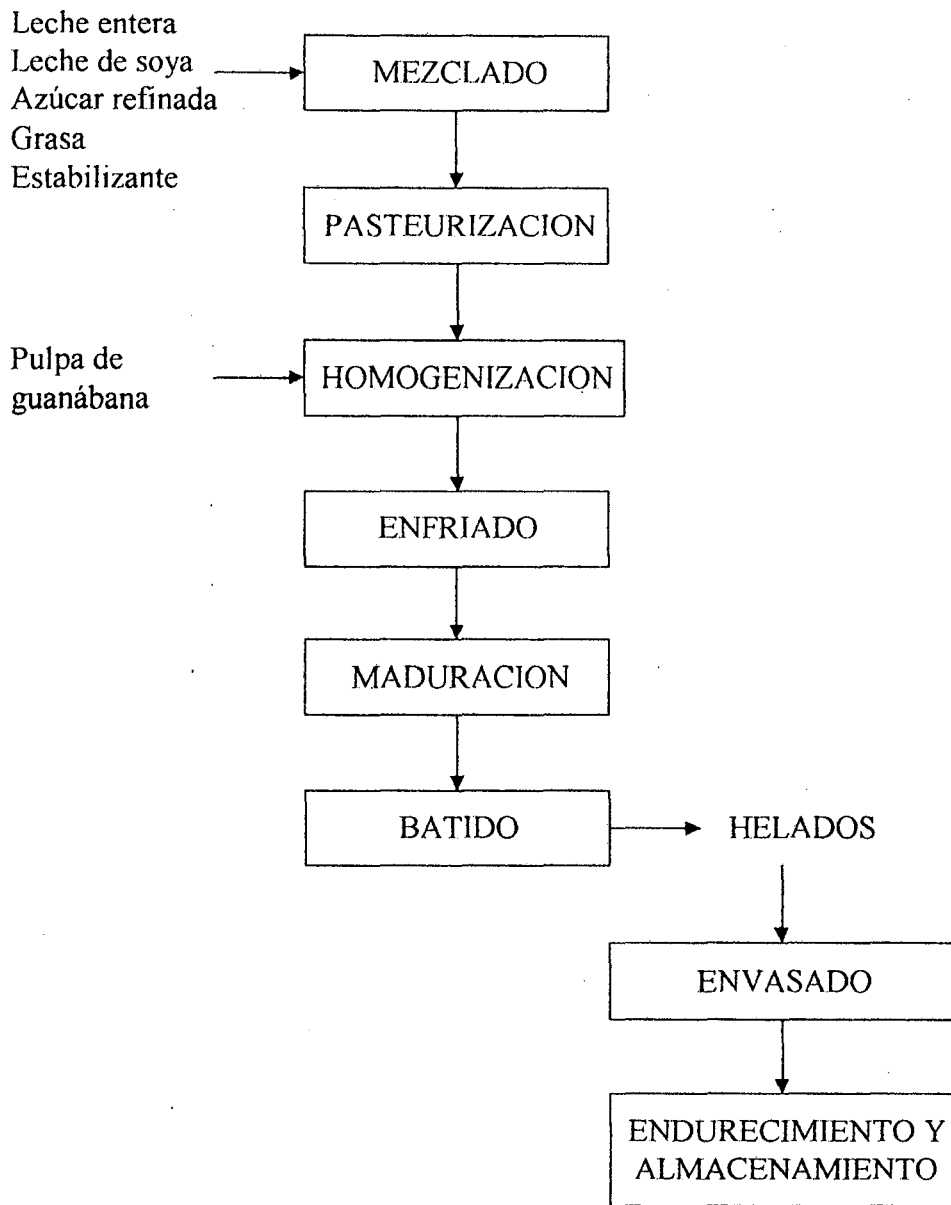 Leche entera
Leche de soya
Azúcar refinada
Grasa
Estabilizante
MEZCLADO
PASTEURIZACION
Pulpa de
guanábana
HOMOGENIZACION
ENFRIADO
MADURACION
BATIDO
HELADOS
ENVASADO
ENDURECIMIENTO Y
ALMACENAMIENTO